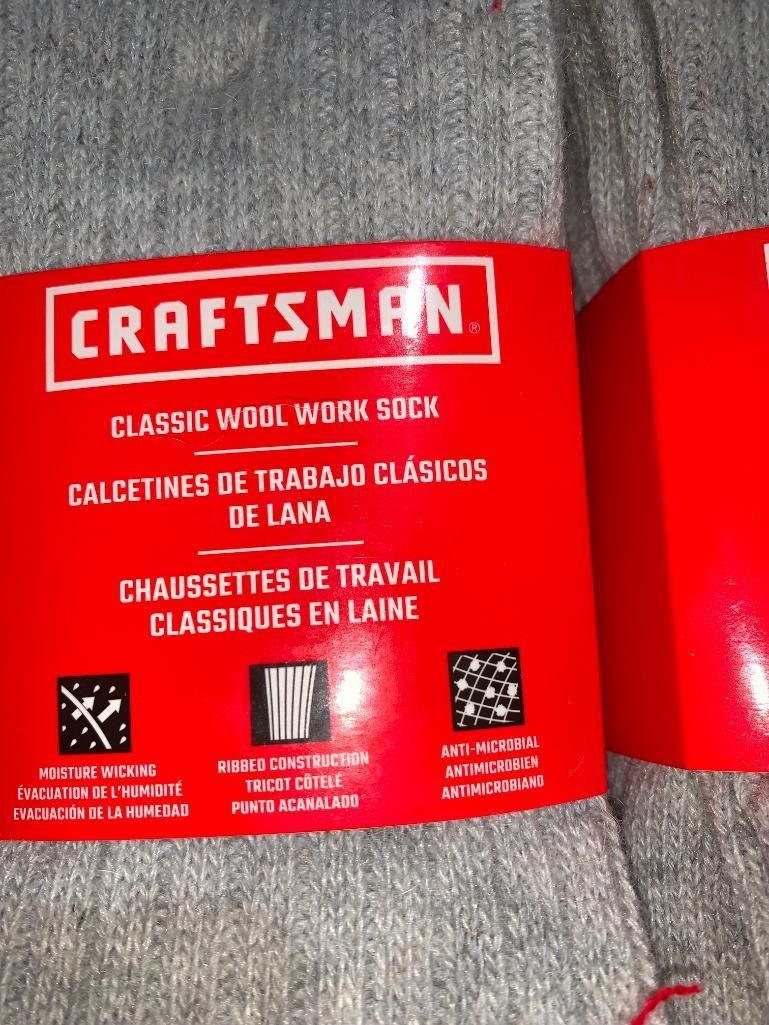 CRAFTSMAN®
CLASSIC WOOL WORK SOCK
CALCETINES DE TRABAJO CLÁSICOS
DE LANA
CHAUSSETTES DE TRAVAIL
CLASSIQUES EN LAINE
MOISTURE WICKING
ÉVACUATION DE L'HUMIDITÉ
EVACUACIÓN DE LA HUMEDAD
RIBBED CONSTRUCTION
TRICOT CÔTELÉ
PUNTO ACANALADO
ANTI-MICROBIAL
ANTIMICROBIEN
ANTIMICROBIANO